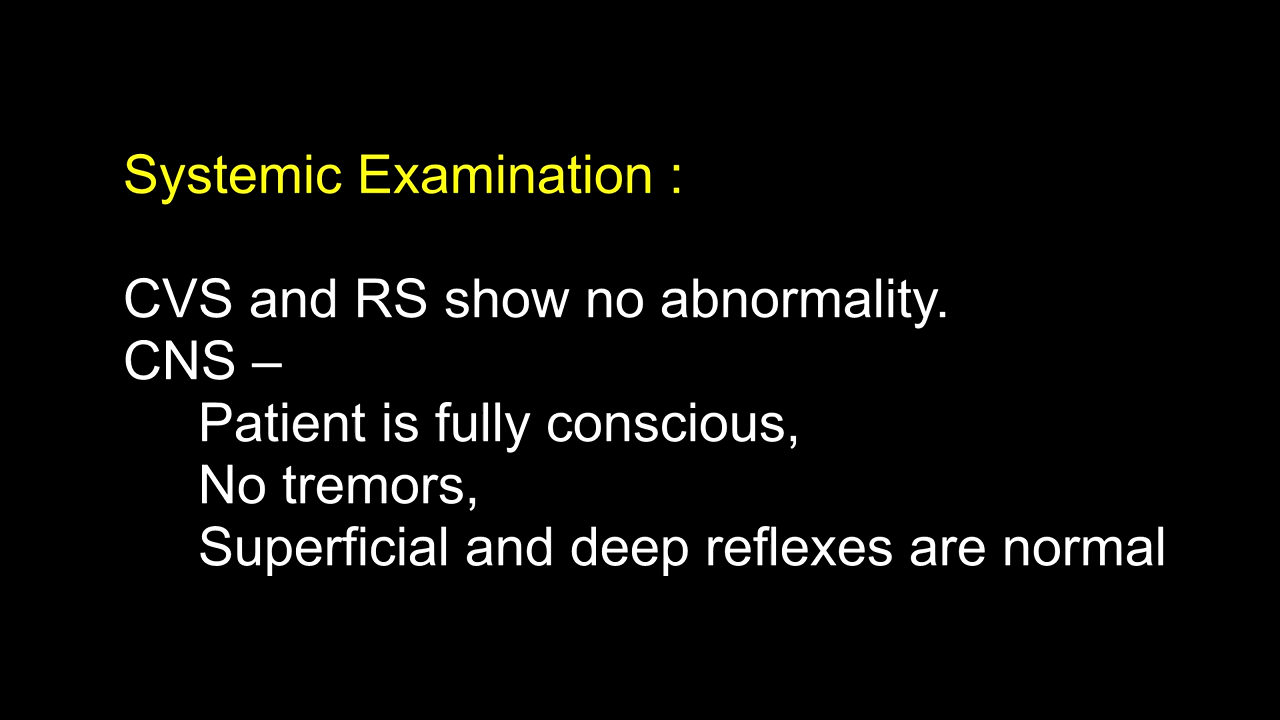 Systemic Examination :
CVS and RS show no abnormality.
CNS –
Patient is fully conscious,
No tremors,
Superficial and deep reflexes are normal